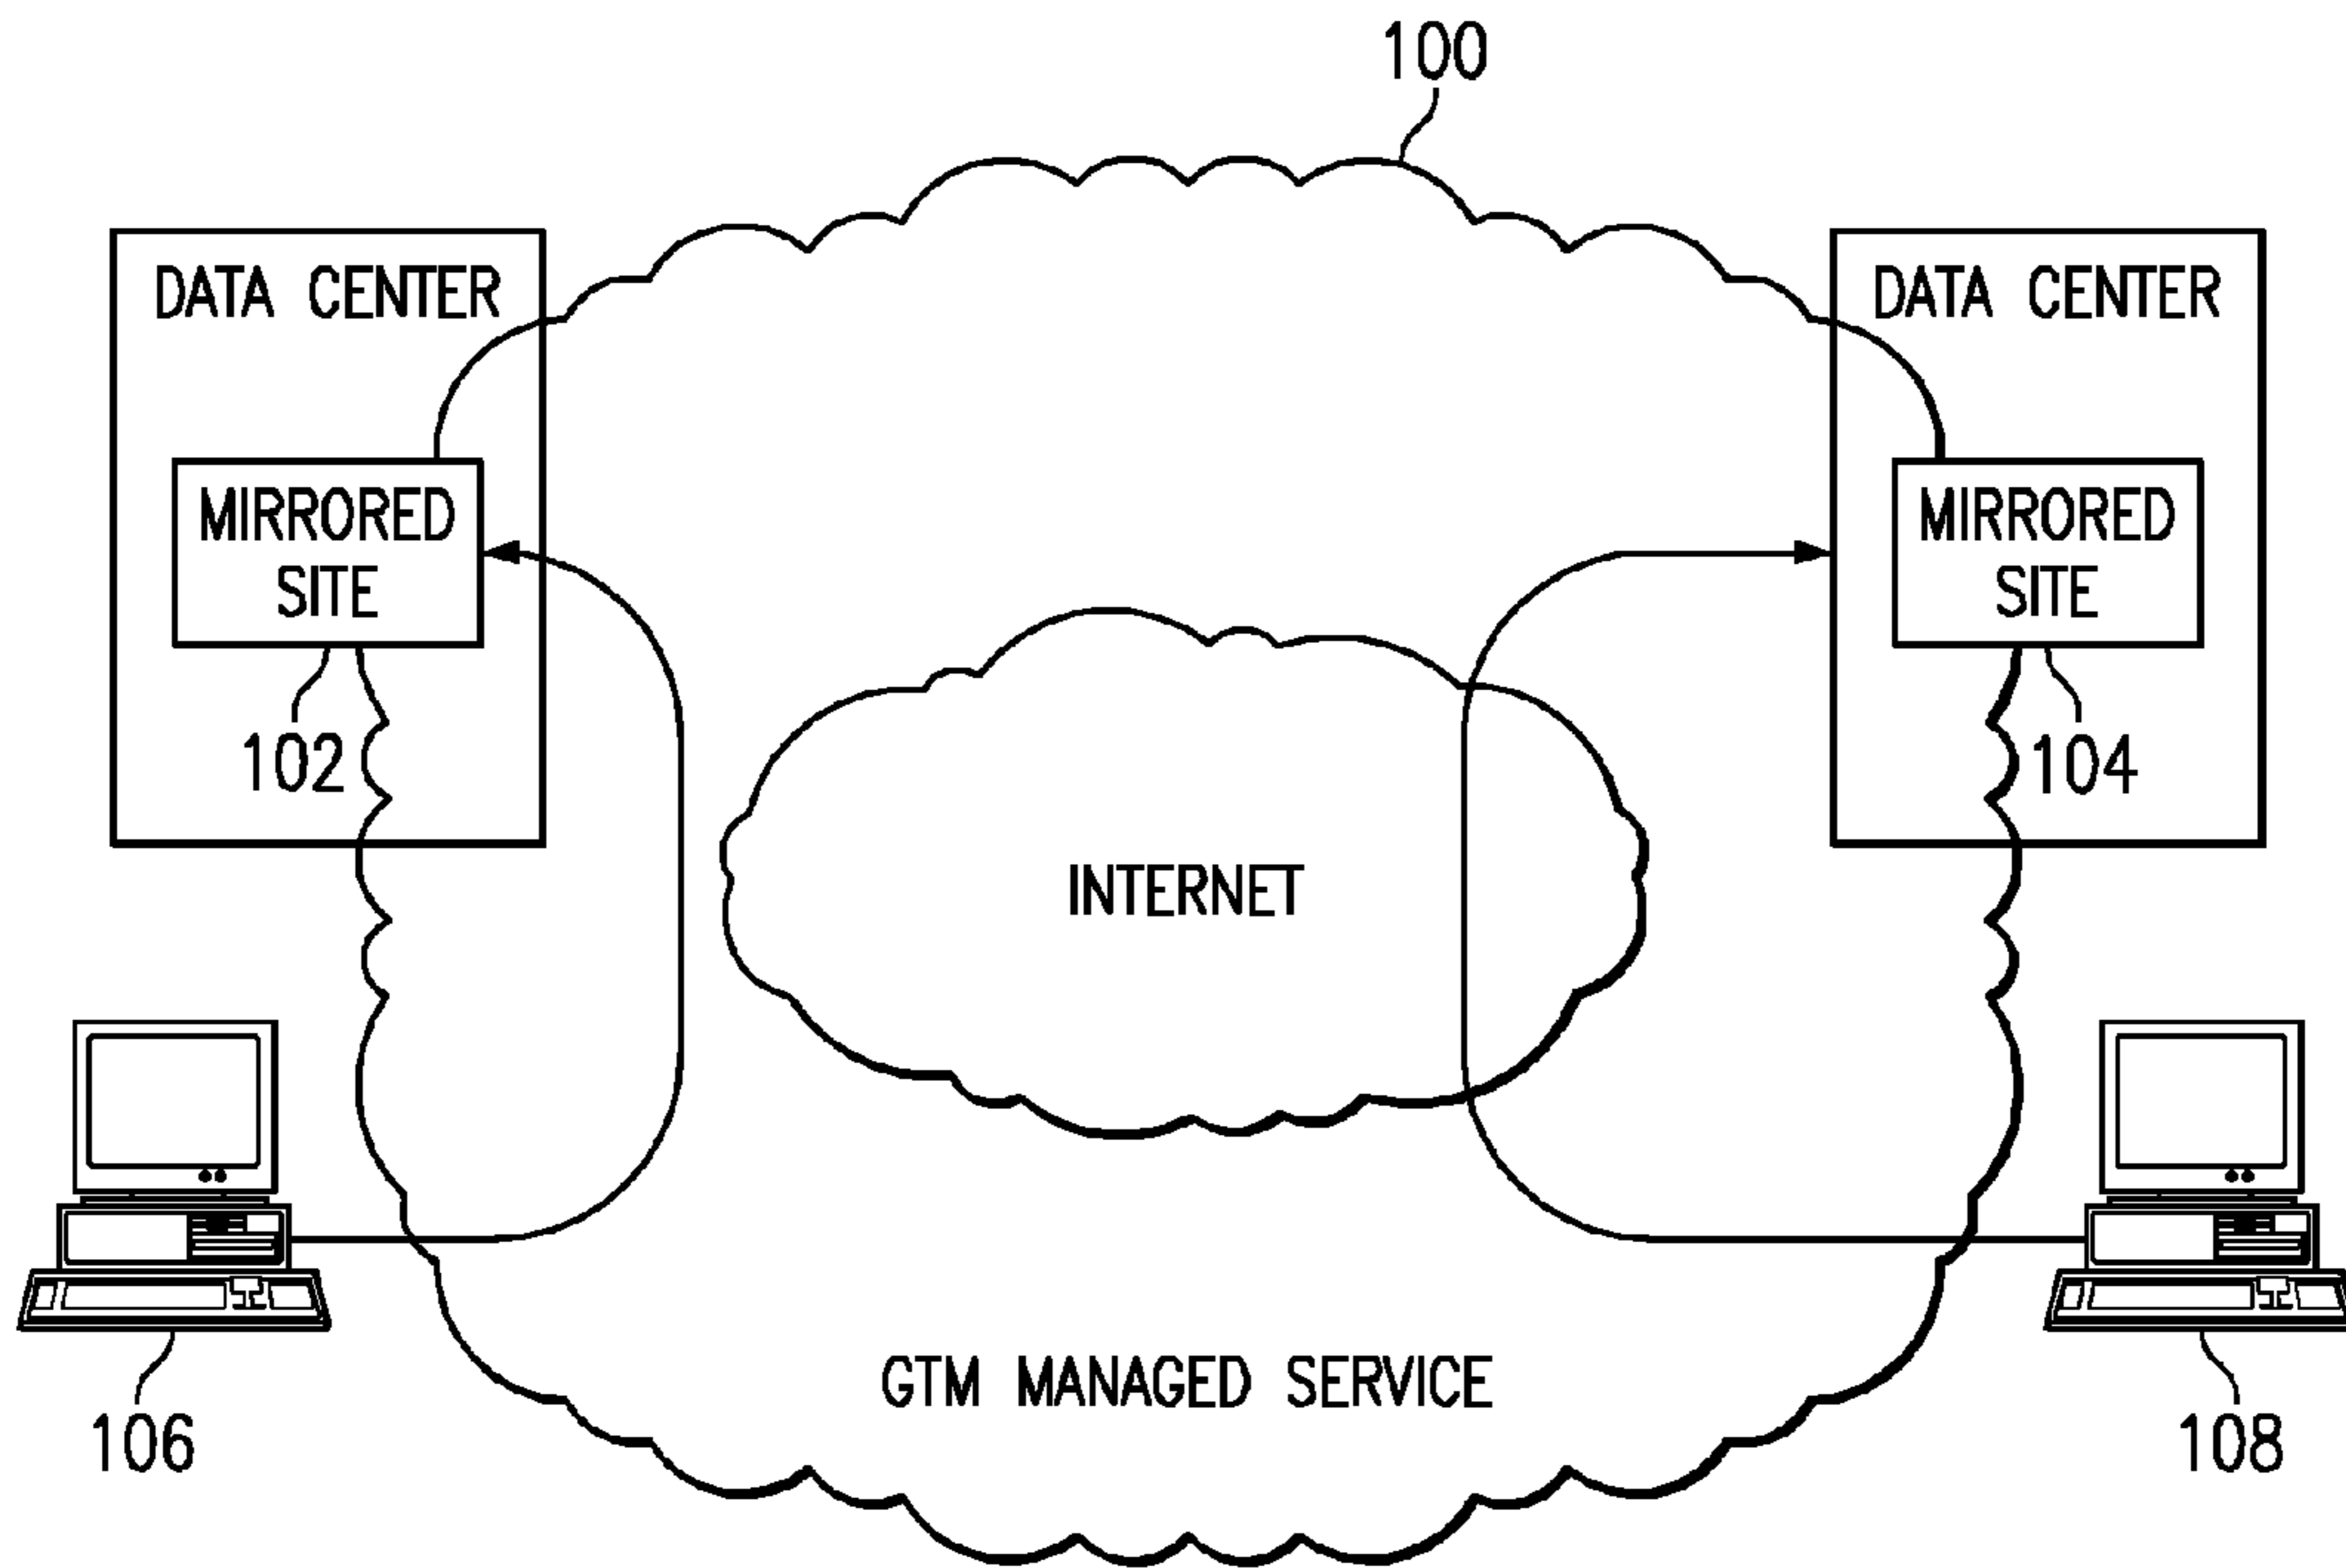 100
DATA CENTER
DATA CENTER
MIRRORED
SITE
MIRRORED
SITE
102
104
INTERNET
GTM MANAGED SERVICE
106
108